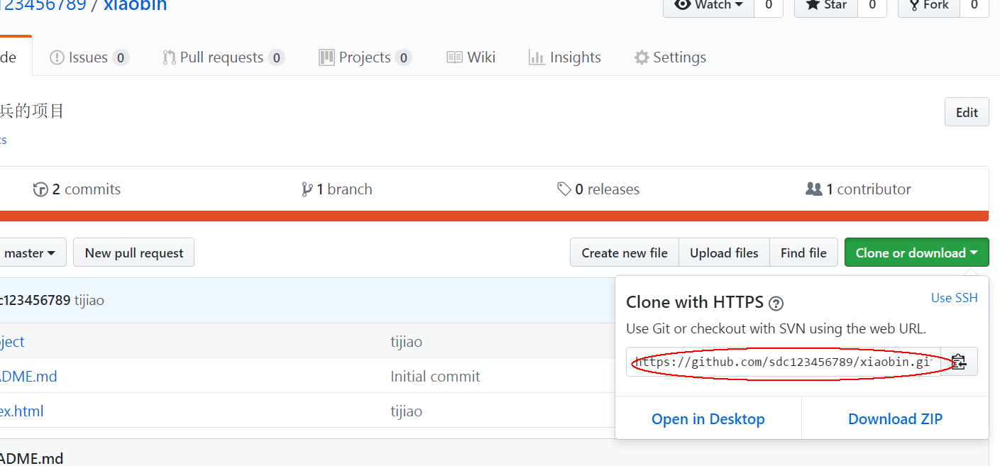 123456789 / xiaobin
Watch 0 Star 0 Fork 0
de Issues 0 Pull requests 0 Projects 0 Wiki Insights Settings
兵的项目
Edit
cs
2 commits 1 branch 0 releases 1 contributor
master New pull request Create new file Upload files Find file Clone or download
c123456789 tijiao
Clone with HTTPS ? Use SSH
Use Git or checkout with SVN using the web URL.
https://github.com/sdc123456789/xiaobin.gi
ject tijiao
ADME.md Initial commit
ex.html tijiao
Open in Desktop Download ZIP
ADME.md